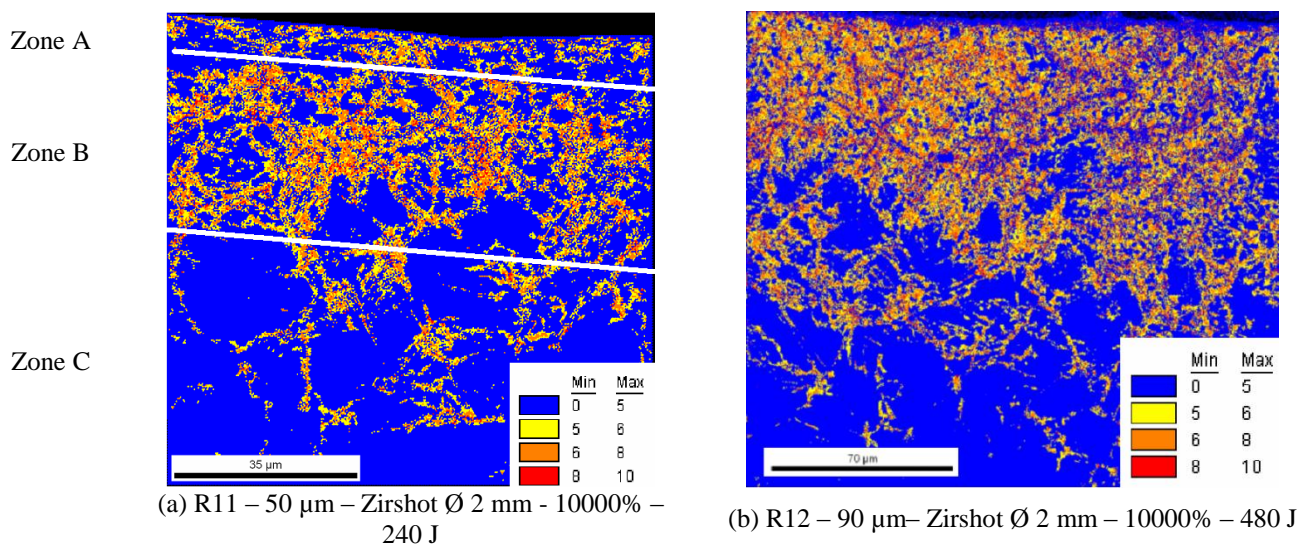 Zone A
Zone B
Zone C
Min Max
0 5
5 6
6 8
8 10
35 µm
(a) R11 – 50 µm – Zirshot Ø 2 mm - 10000% –
240 J
Min Max
0 5
5 6
6 8
8 10
70 µm
(b) R12 – 90 µm– Zirshot Ø 2 mm – 10000% – 480 J